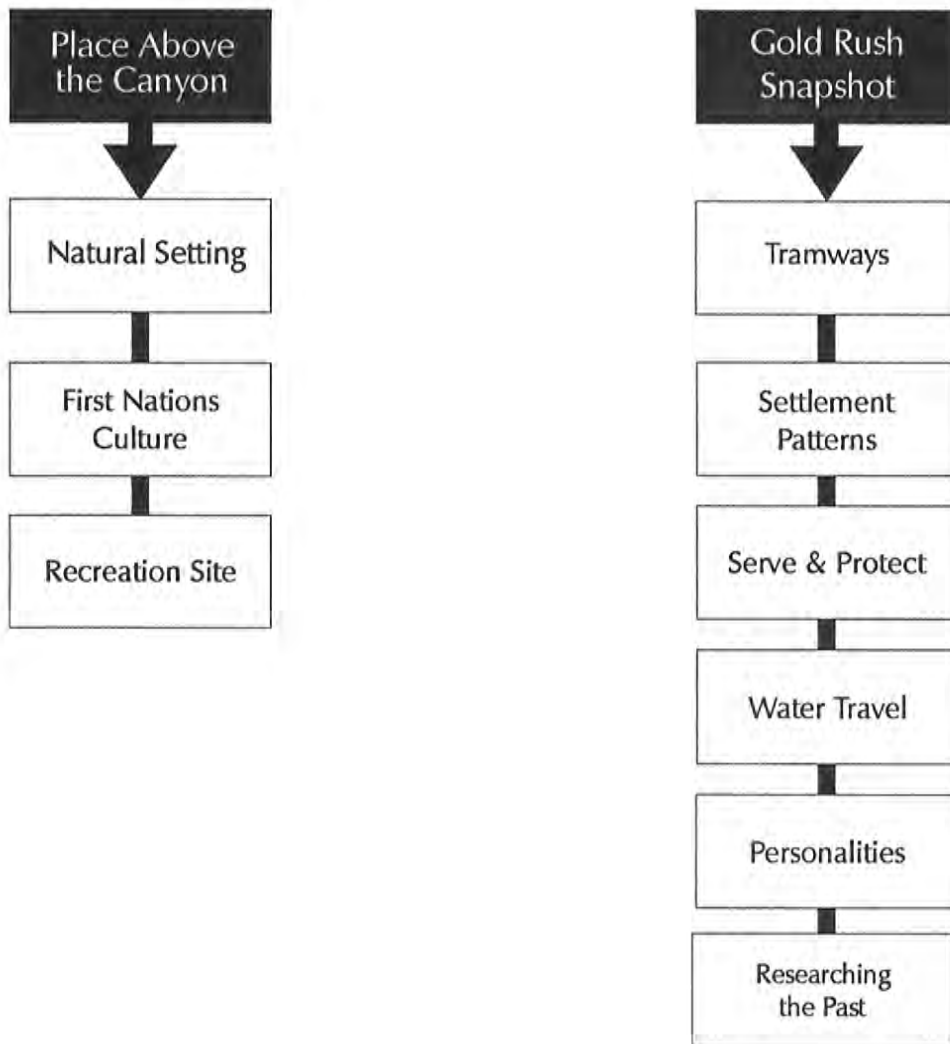 Place Above
the Canyon
Natural Setting
First Nations
Culture
Recreation Site
Gold Rush
Snapshot
Tramways
Settlement
Patterns
Serve & Protect
Water Travel
Personalities
Researching
the Past